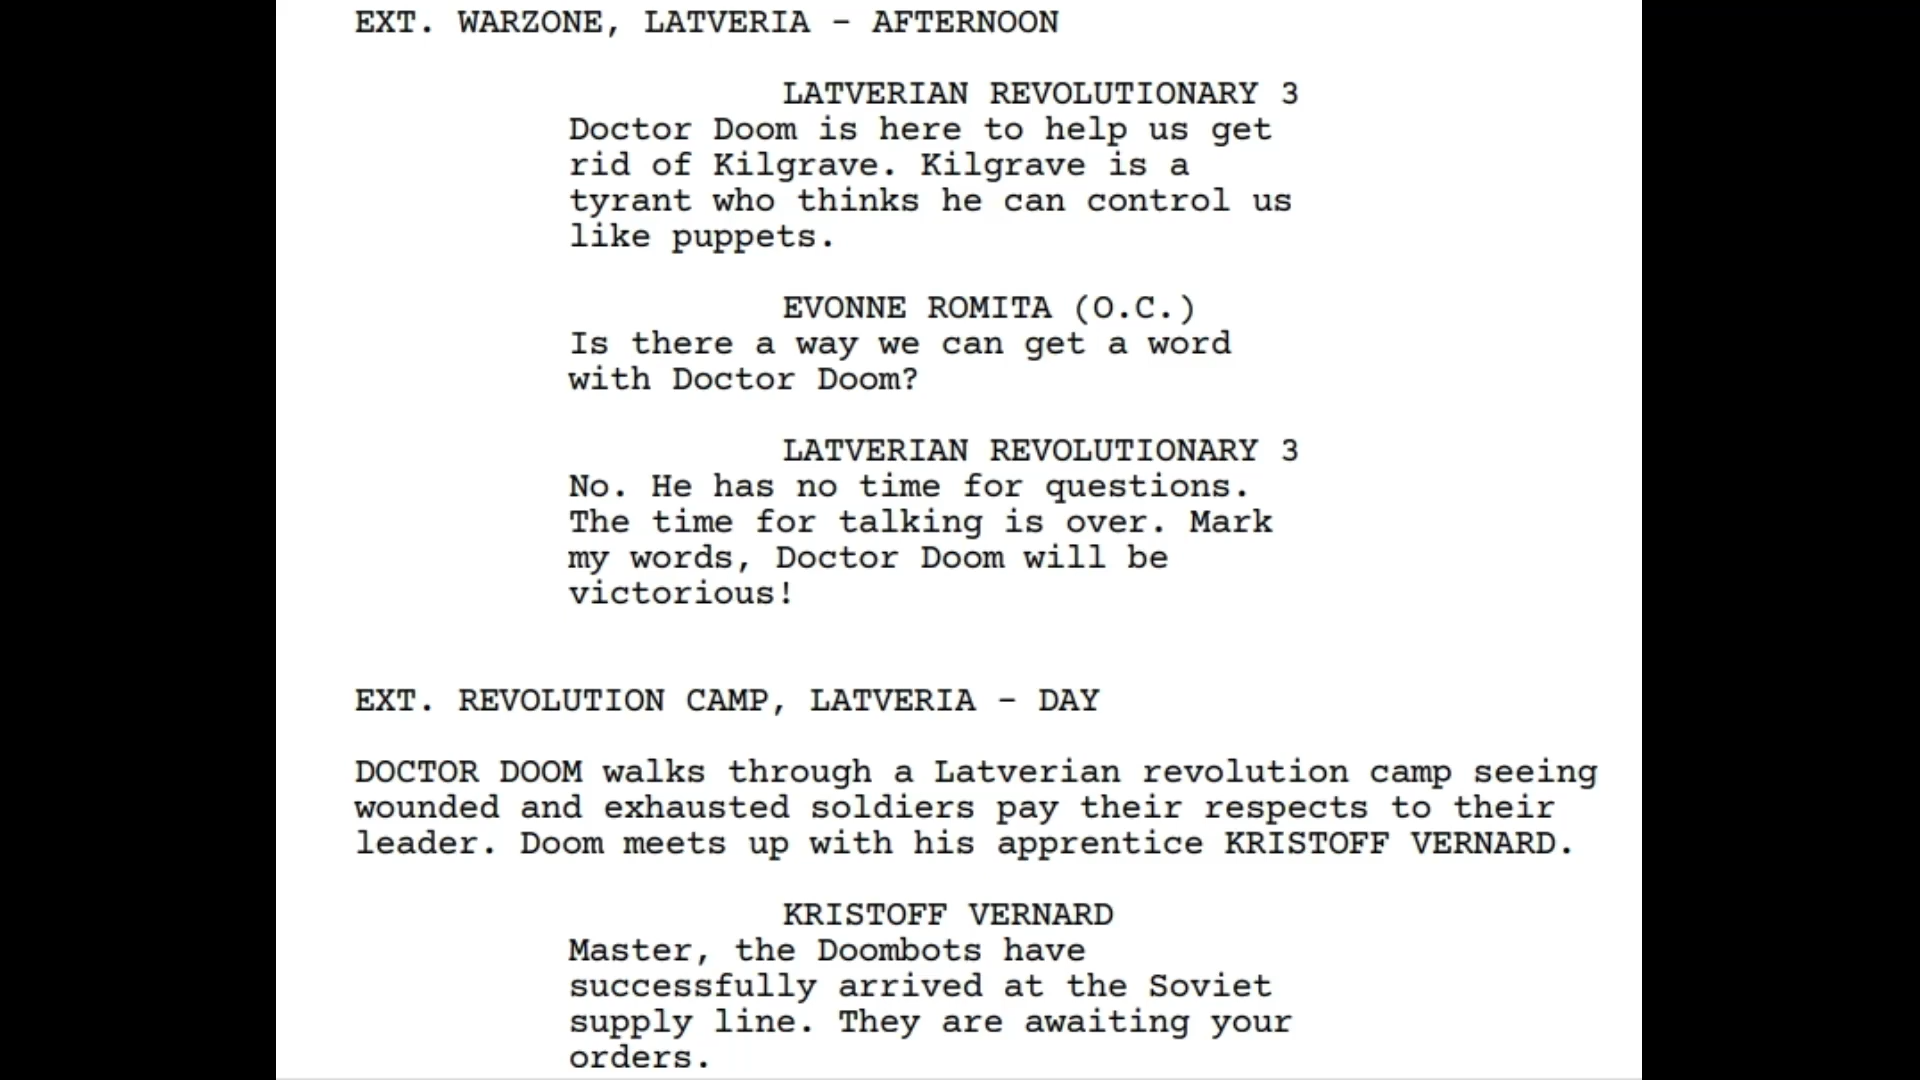 EXT. WARZONE, LATVERIA - AFTERNOON
LATVERIAN REVOLUTIONARY 3
Doctor Doom is here to help us get
rid of Kilgrave. Kilgrave is a
tyrant who thinks he can control us
like puppets.
EVONNE ROMITA (O.C.)
Is there a way we can get a word
with Doctor Doom?
LATVERIAN REVOLUTIONARY 3
No. He has no time for questions.
The time for talking is over. Mark
my words, Doctor Doom will be
victorious!
EXT. REVOLUTION CAMP, LATVERIA - DAY
DOCTOR DOOM walks through a Latverian revolution camp seeing
wounded and exhausted soldiers pay their respects to their
leader. Doom meets up with his apprentice KRISTOFF VERNARD.
KRISTOFF VERNARD
Master, the Doombots have
successfully arrived at the Soviet
supply line. They are awaiting your
orders.